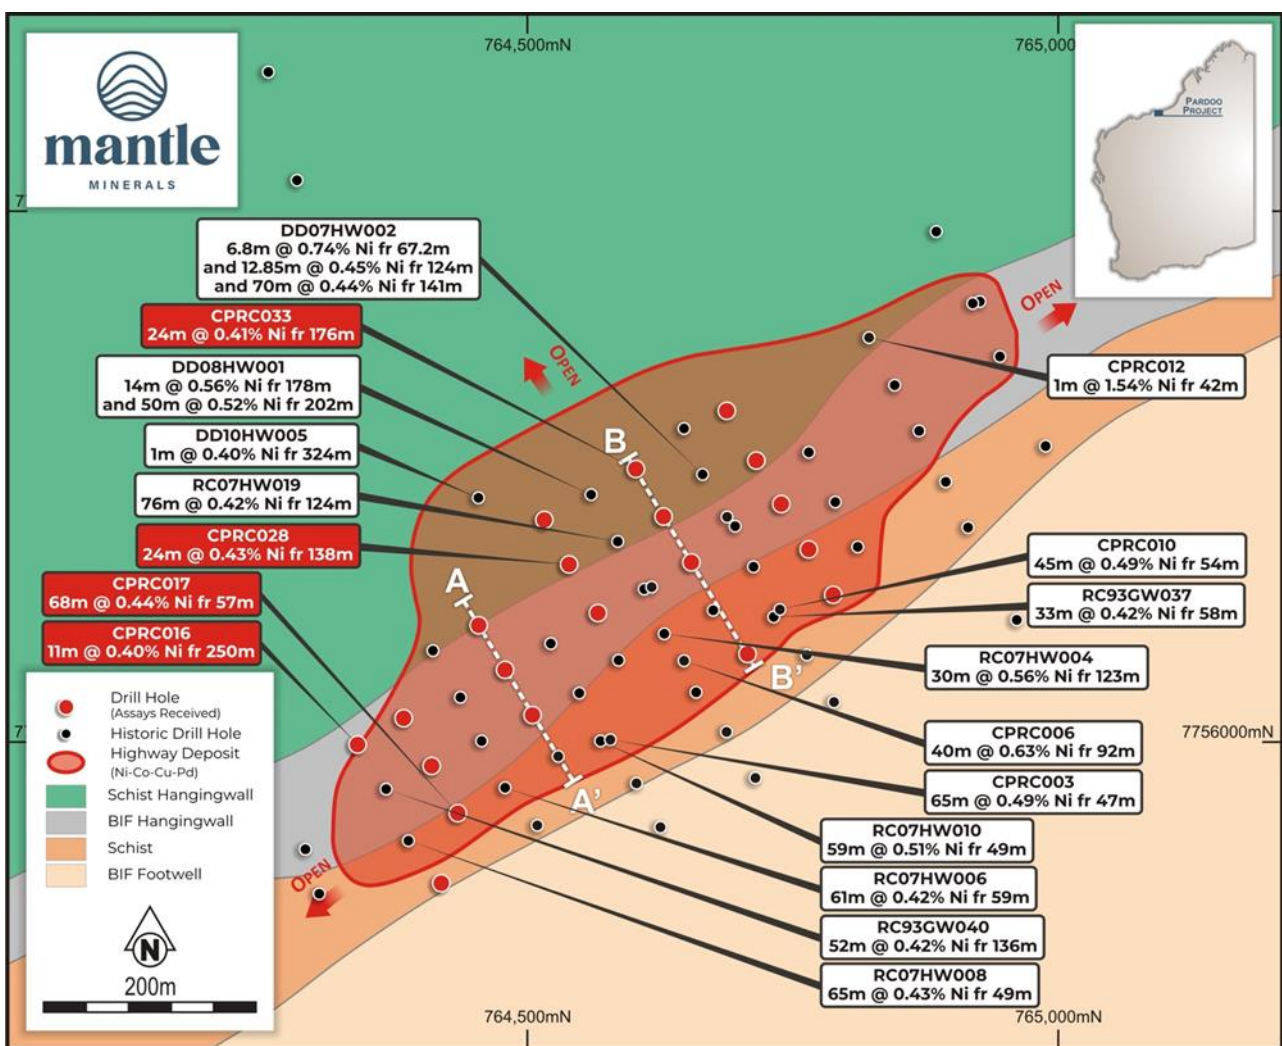 764,500mN
765,000
mantle
MINERALS
PARDOO
PROJECT
77
DD07HW002
6.8m @ 0.74% Ni fr 67.2m
and 12.85m @ 0.45% Ni fr 124m
and 70m @ 0.44% Ni fr 141m
OPEN
CPRC033
24m @ 0.41% Ni fr 176m
OPEN
DD08HW001
14m @ 0.56% Ni fr 178m
and 50m @ 0.52% Ni fr 202m
CPRC012
1m @ 1.54% Ni fr 42m
DD10HW005
1m @ 0.40% Ni fr 324m
B
RC07HW019
76m @ 0.42% Ni fr 124m
CPRC028
24m @ 0.43% Ni fr 138m
CPRC010
45m @ 0.49% Ni fr 54m
A
CPRC017
68m @ 0.44% Ni fr 57m
RC93GW037
33m @ 0.42% Ni fr 58m
CPRC016
11m @ 0.40% Ni fr 250m
RC07HW004
30m @ 0.56% Ni fr 123m
B'
Drill Hole
(Assays Received)
Historic Drill Hole
Highway Deposit
(Ni-Co-Cu-Pd)
Schist Hangingwall
BIF Hangingwall
Schist
BIF Footwell
N
200m
77
7756000mN
CPRC006
40m @ 0.63% Ni fr 92m
CPRC003
65m @ 0.49% Ni fr 47m
A'
RC07HW010
59m @ 0.51% Ni fr 49m
RC07HW006
61m @ 0.42% Ni fr 59m
OPEN
RC93GW040
52m @ 0.42% Ni fr 136m
RC07HW008
65m @ 0.43% Ni fr 49m
764,500mN
765,000mN